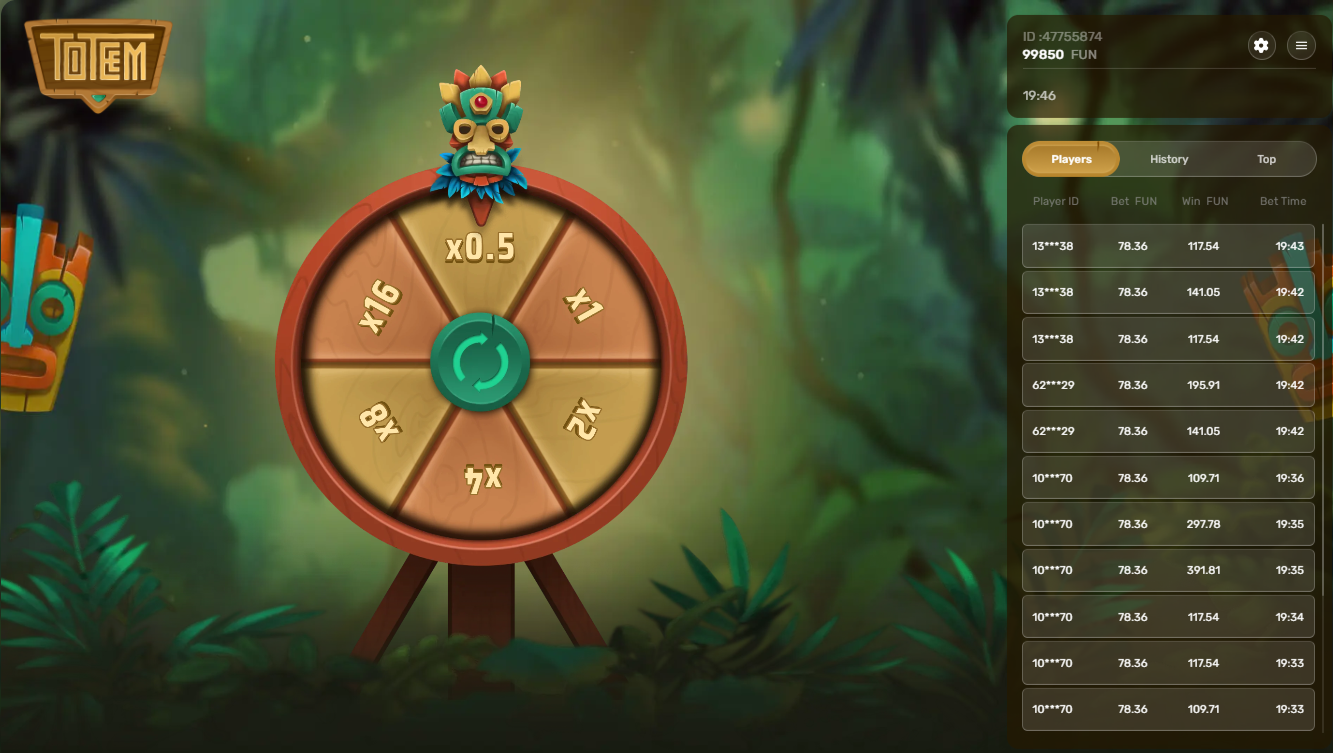 TOTEM
x0.5
x1
x2
x4
x8
x16
ID :47755874
99850 FUN
19:46
Players History Top
Player ID Bet FUN Win FUN Bet Time
13***38 78.36 117.54 19:43
13***38 78.36 141.05 19:42
13***38 78.36 117.54 19:42
62***29 78.36 195.91 19:42
62***29 78.36 141.05 19:42
10***70 78.36 109.71 19:36
10***70 78.36 297.78 19:35
10***70 78.36 391.81 19:35
10***70 78.36 117.54 19:34
10***70 78.36 117.54 19:33
10***70 78.36 109.71 19:33